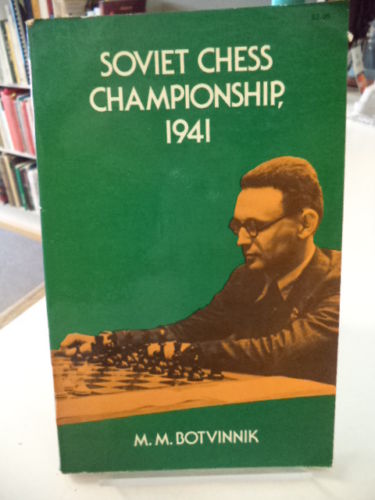 SOVIET CHESS
CHAMPIONSHIP,
1941
M. M. BOTVINNIK